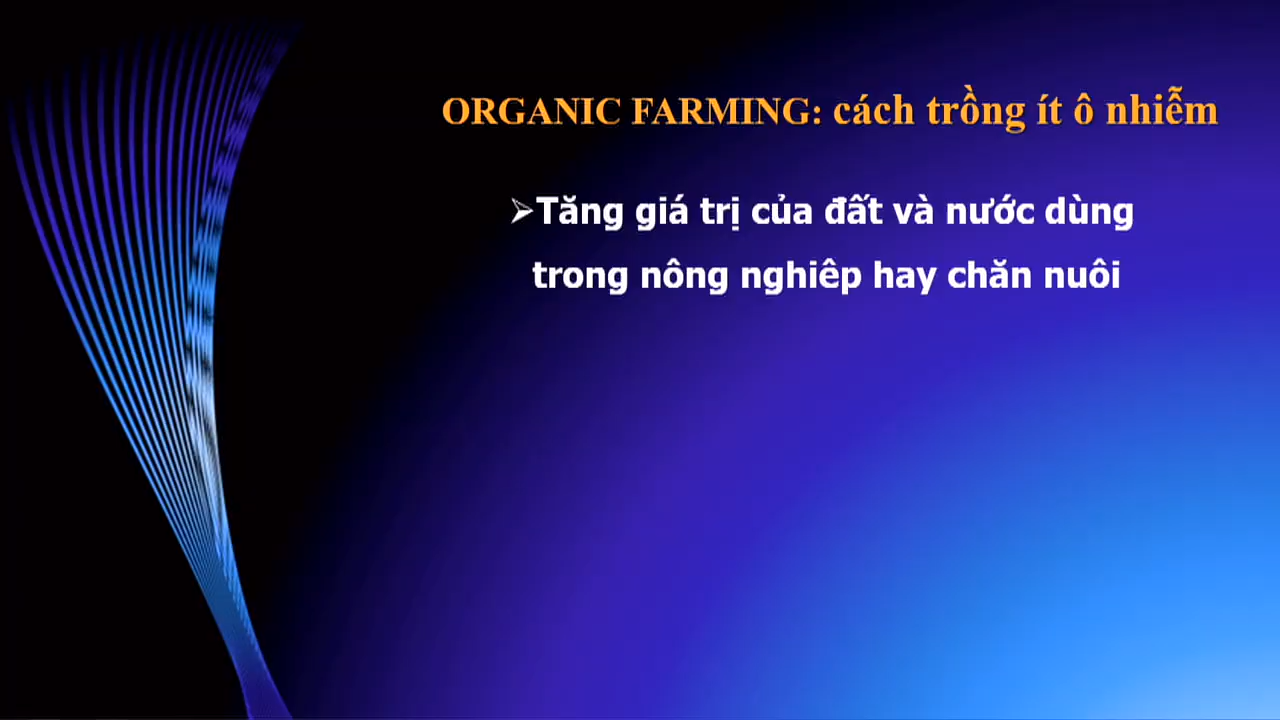 ORGANIC FARMING: cách trồng ít ô nhiễm
➢Tăng giá trị của đất và nước dùng
trong nông nghiêp hay chăn nuôi